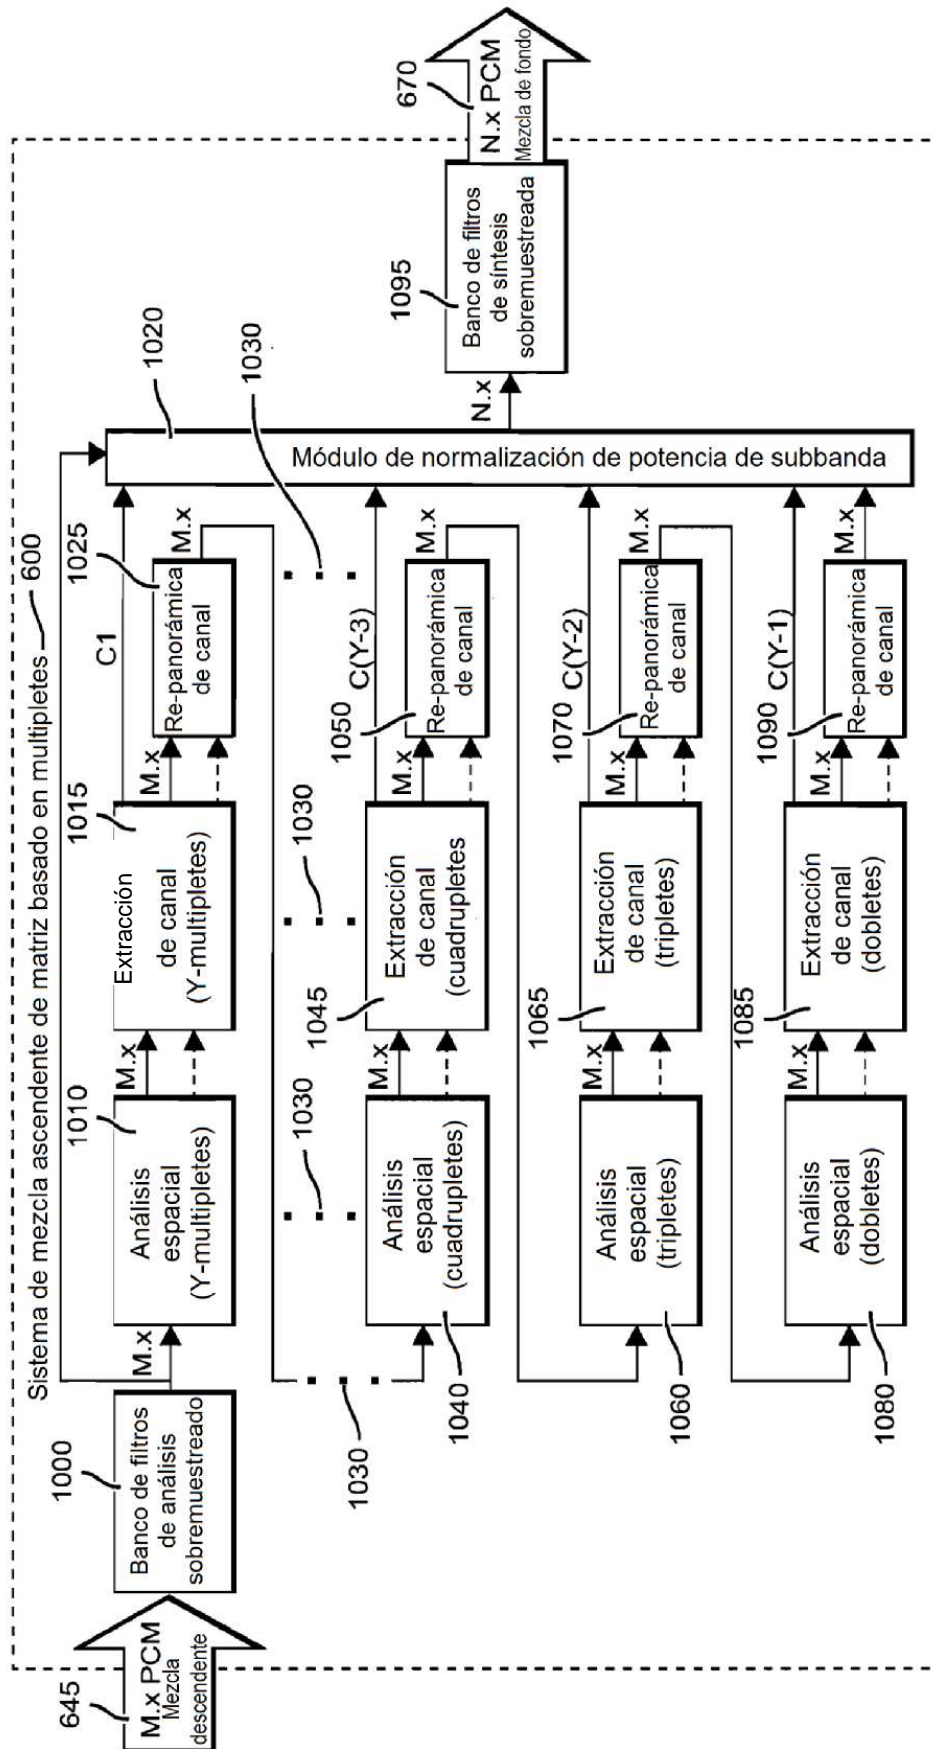 Sistema de mezcla ascendente de matriz basado en multipletes
600
645
M.x PCM
Mezcla
descendente
1000
Banco de filtros
de análisis
sobremuestreado
M.x
1010
Análisis
espacial
(Y-multipletes)
M.x
1015
Extracción
de canal
(Y-multipletes)
C1
M.x
1025
Re-panorámica
de canal
M.x
1020
Módulo de normalización de potencia de subbanda
1030
1030
1030
1030
1040
Análisis
espacial
(cuadrupletes)
M.x
1045
Extracción
de canal
(cuadrupletes)
C(Y-3)
M.x
1050
Re-panorámica
de canal
M.x
1060
Análisis
espacial
(tripletes)
M.x
1065
Extracción
de canal
(tripletes)
C(Y-2)
M.x
1070
Re-panorámica
de canal
M.x
1080
Análisis
espacial
(dobletes)
M.x
1085
Extracción
de canal
(dobletes)
C(Y-1)
M.x
1090
Re-panorámica
de canal
M.x
N.x
1095
Banco de filtros
de síntesis
sobremuestreada
670
N.x PCM
Mezcla de fondo